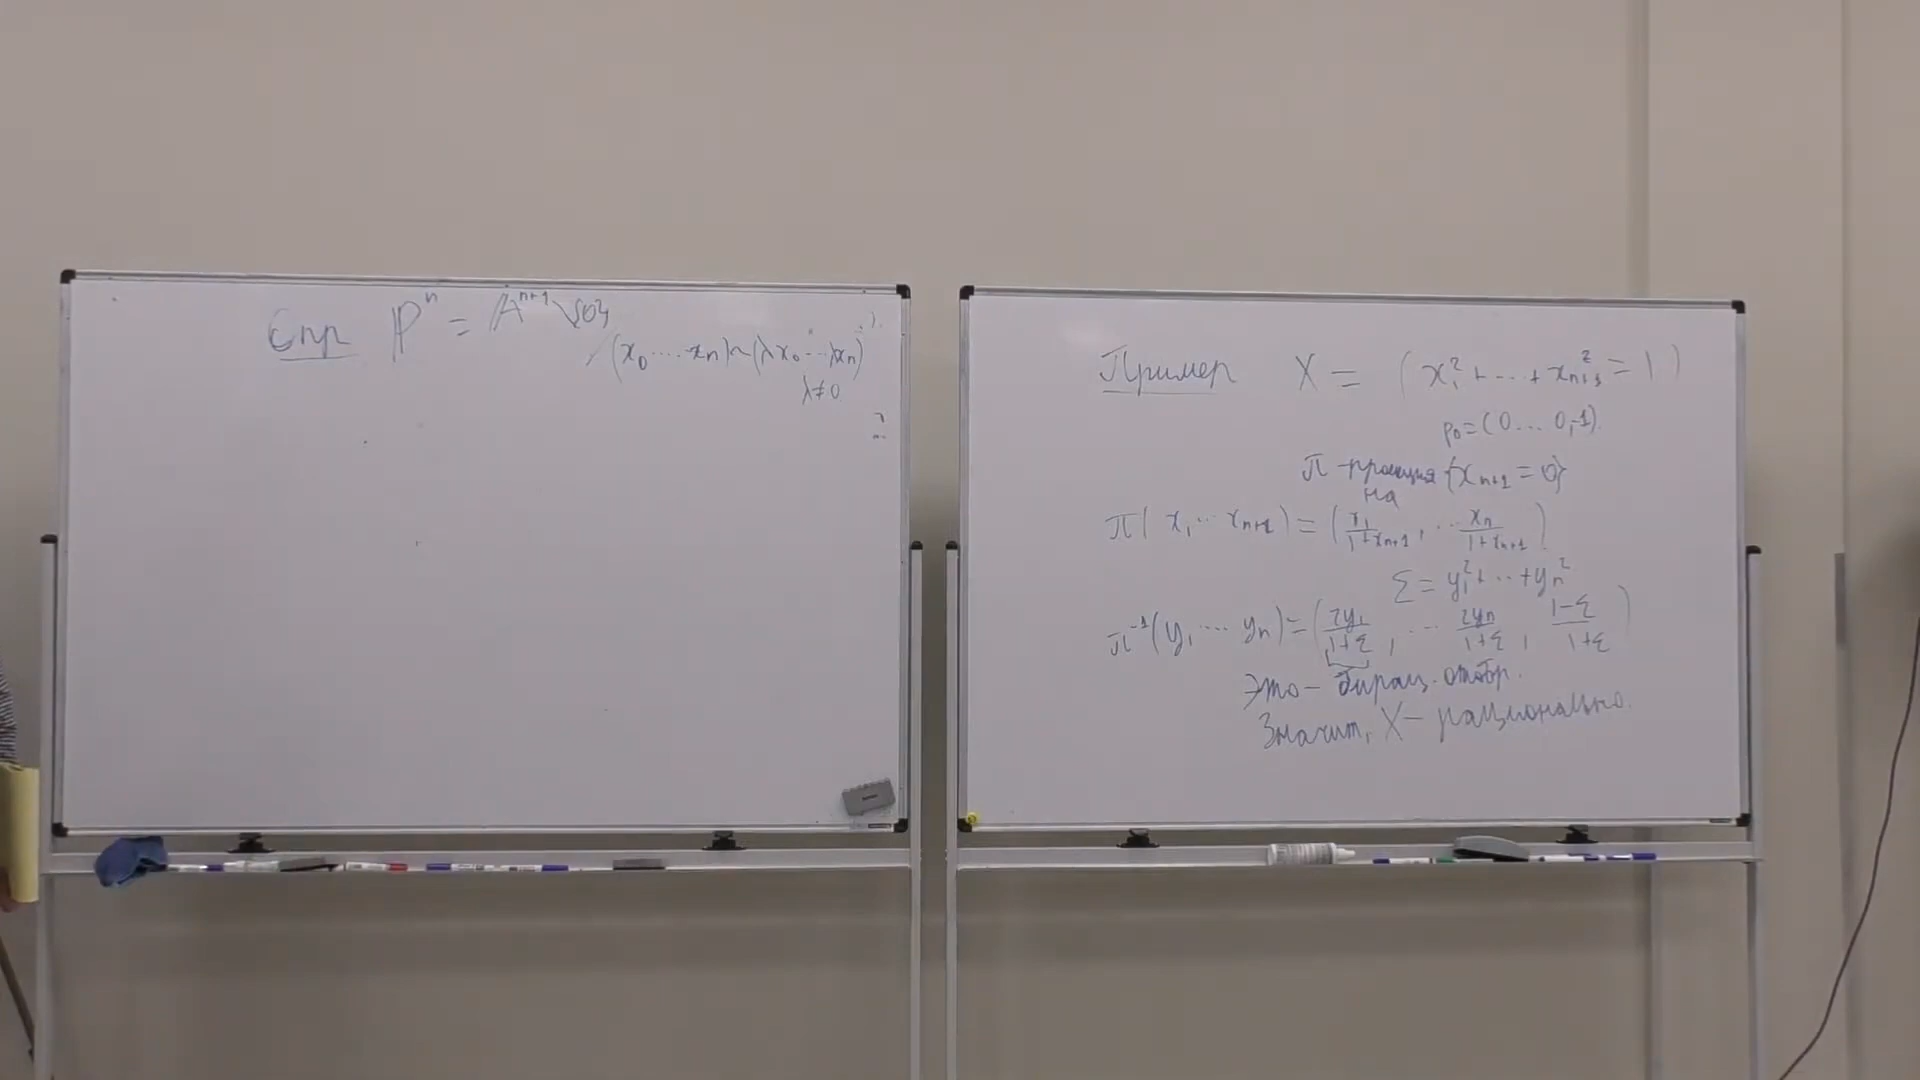 Опр ℙⁿ = 𝔸ⁿ⁺¹ \ {0}
/(x₀ .... xₙ) ~ (λx₀ ... λxₙ)
λ ≠ 0
Пример X = (x₁² + ... + xₙ₊₁² = 1)
p₀ = (0 ... 0, -1).
π - проекция {xₙ₊₁ = 0}
на
π( x₁ ... xₙ₊₁) = (x₁/(1+xₙ₊₁), ... xₙ/(1+xₙ₊₁))
Σ = y₁² + ... + yₙ²
π⁻¹(y₁ ... yₙ) = (2y₁/(1+Σ), ... 2yₙ/(1+Σ), (1-Σ)/(1+Σ))
Это - бирац. отобр.
Значит, X - рационально.